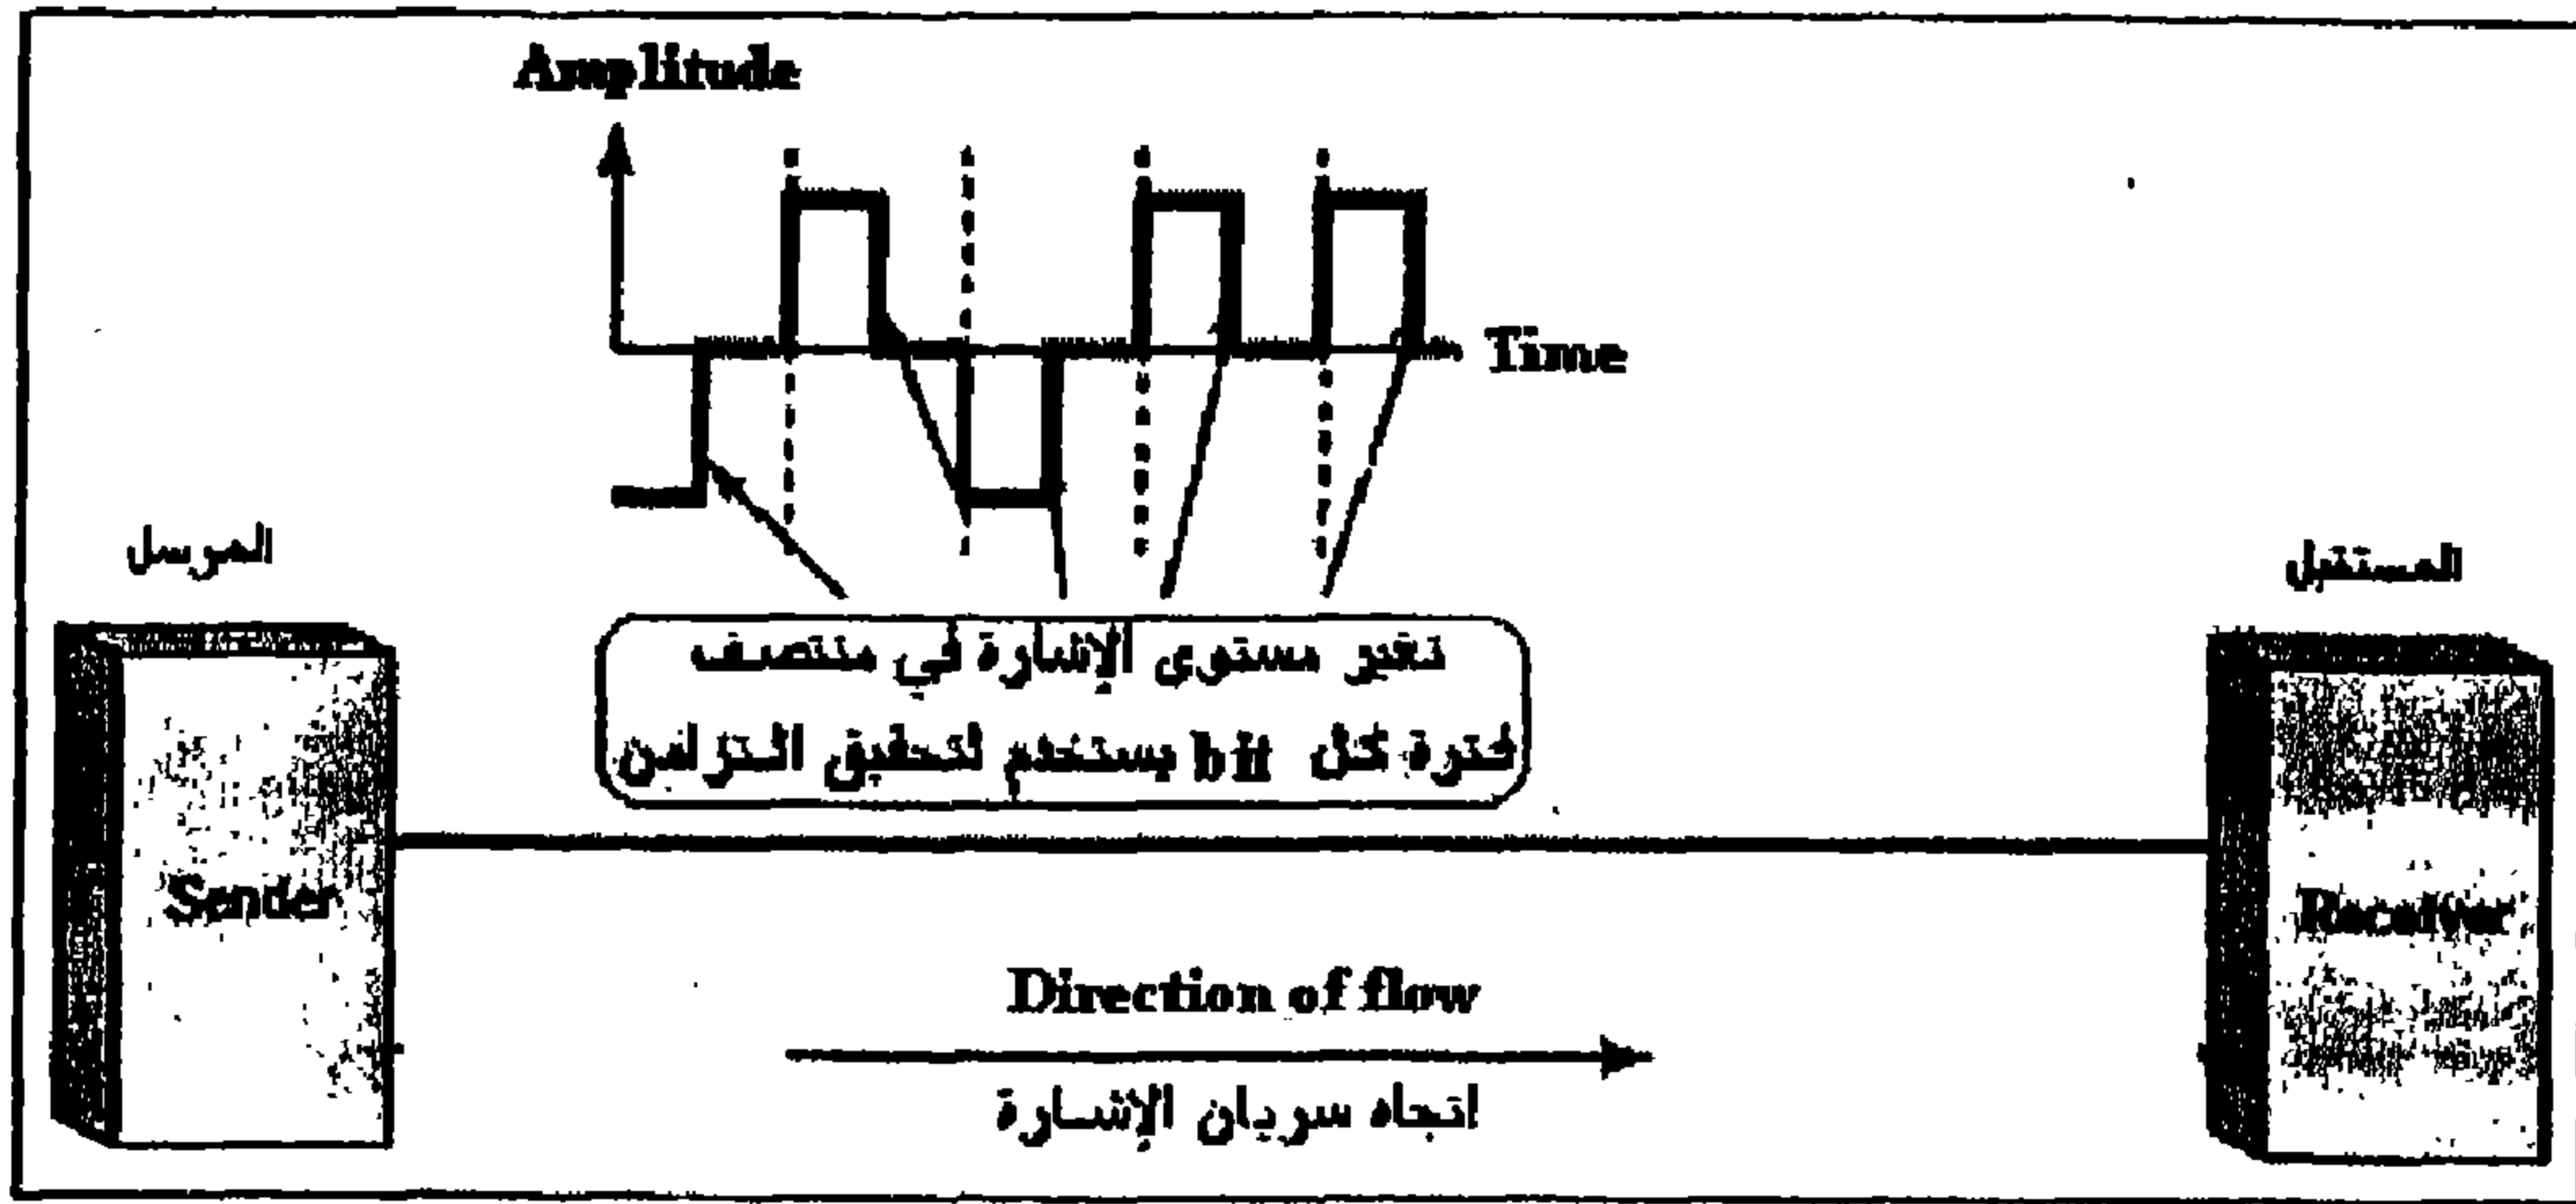 Amplitude
Time
المرسل
المستقبل
تغير مستوى الإشارة في منتصف
فترة كل bit يستخدم لتحقيق التزامن
Sender
Receiver
Direction of flow
اتجاه سريان الإشارة